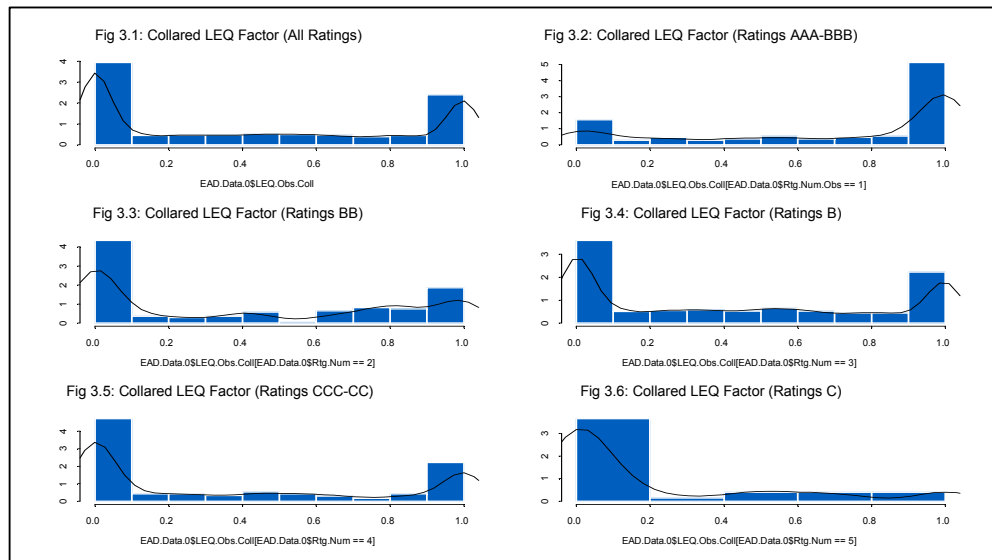 Fig 3.1: Collared LEQ Factor (All Ratings)
0 1 2 3 4
0.0 0.2 0.4 0.6 0.8 1.0
EAD.Data.0$LEQ.Obs.Coll
Fig 3.2: Collared LEQ Factor (Ratings AAA-BBB)
0 1 2 3 4 5
0.0 0.2 0.4 0.6 0.8 1.0
EAD.Data.0$LEQ.Obs.Coll[EAD.Data.0$Rtg.Num.Obs == 1]
Fig 3.3: Collared LEQ Factor (Ratings BB)
0 1 2 3 4
0.0 0.2 0.4 0.6 0.8 1.0
EAD.Data.0$LEQ.Obs.Coll[EAD.Data.0$Rtg.Num == 2]
Fig 3.4: Collared LEQ Factor (Ratings B)
0 1 2 3
0.0 0.2 0.4 0.6 0.8 1.0
EAD.Data.0$LEQ.Obs.Coll[EAD.Data.0$Rtg.Num == 3]
Fig 3.5: Collared LEQ Factor (Ratings CCC-CC)
0 1 2 3 4
0.0 0.2 0.4 0.6 0.8 1.0
EAD.Data.0$LEQ.Obs.Coll[EAD.Data.0$Rtg.Num == 4]
Fig 3.6: Collared LEQ Factor (Ratings C)
0 1 2 3
0.0 0.2 0.4 0.6 0.8 1.0
EAD.Data.0$LEQ.Obs.Coll[EAD.Data.0$Rtg.Num == 5]